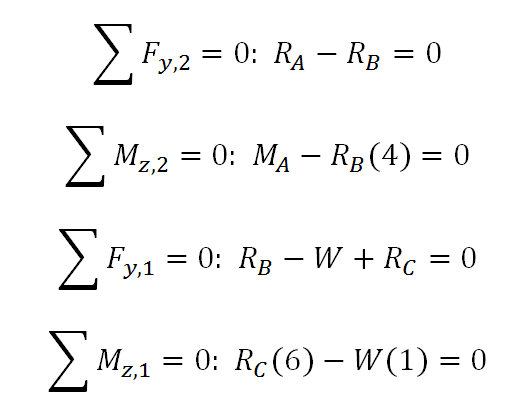 ∑ F_{y,2} = 0: R_A − R_B = 0
∑ M_{z,2} = 0: M_A − R_B(4) = 0
∑ F_{y,1} = 0: R_B − W + R_C = 0
∑ M_{z,1} = 0: R_C(6) − W(1) = 0